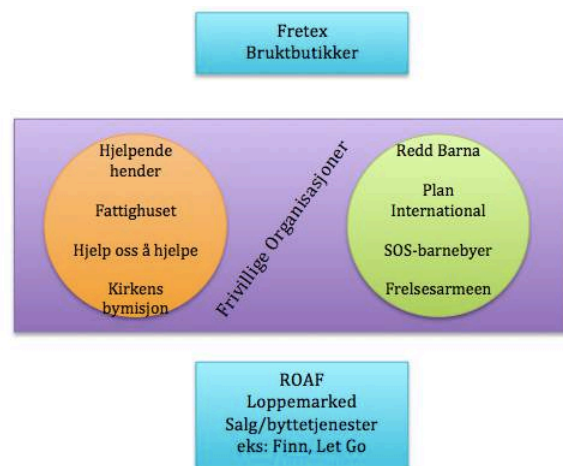 Fretex
Bruktbutikker
Hjelpende
hender
Fattighuset
Hjelp oss å hjelpe
Kirkens
bymisjon
Frivillige Organisasjoner
Redd Barna
Plan
International
SOS-barnebyer
Frelsesarmeen
ROAF
Loppemarked
Salg/byttetjenester
eks: Finn, Let Go